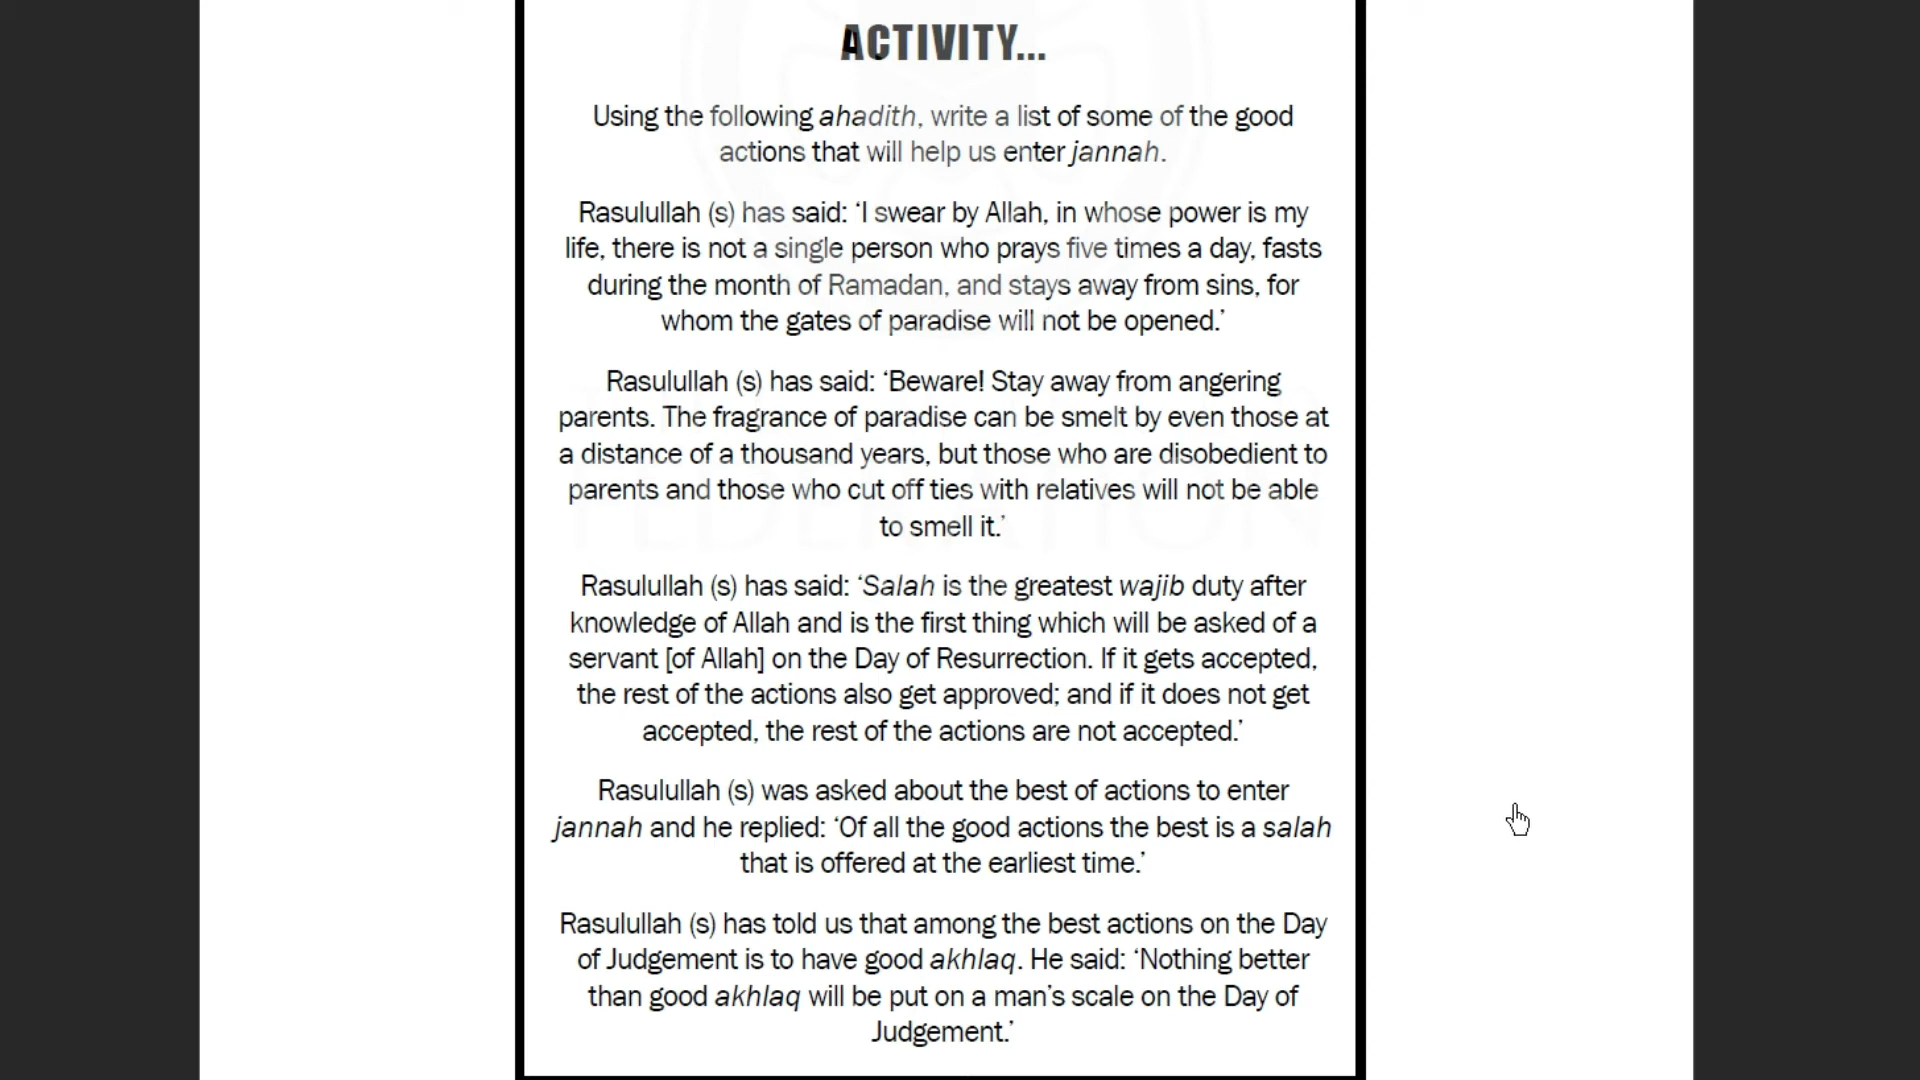 ACTIVITY...
Using the following ahadith, write a list of some of the good
actions that will help us enter jannah.
Rasulullah (s) has said: ‘I swear by Allah, in whose power is my
life, there is not a single person who prays five times a day, fasts
during the month of Ramadan, and stays away from sins, for
whom the gates of paradise will not be opened.’
Rasulullah (s) has said: ‘Beware! Stay away from angering
parents. The fragrance of paradise can be smelt by even those at
a distance of a thousand years, but those who are disobedient to
parents and those who cut off ties with relatives will not be able
to smell it.’
Rasulullah (s) has said: ‘Salah is the greatest wajib duty after
knowledge of Allah and is the first thing which will be asked of a
servant [of Allah] on the Day of Resurrection. If it gets accepted,
the rest of the actions also get approved; and if it does not get
accepted, the rest of the actions are not accepted.’
Rasulullah (s) was asked about the best of actions to enter
jannah and he replied: ‘Of all the good actions the best is a salah
that is offered at the earliest time.’
Rasulullah (s) has told us that among the best actions on the Day
of Judgement is to have good akhlaq. He said: ‘Nothing better
than good akhlaq will be put on a man’s scale on the Day of
Judgement.’